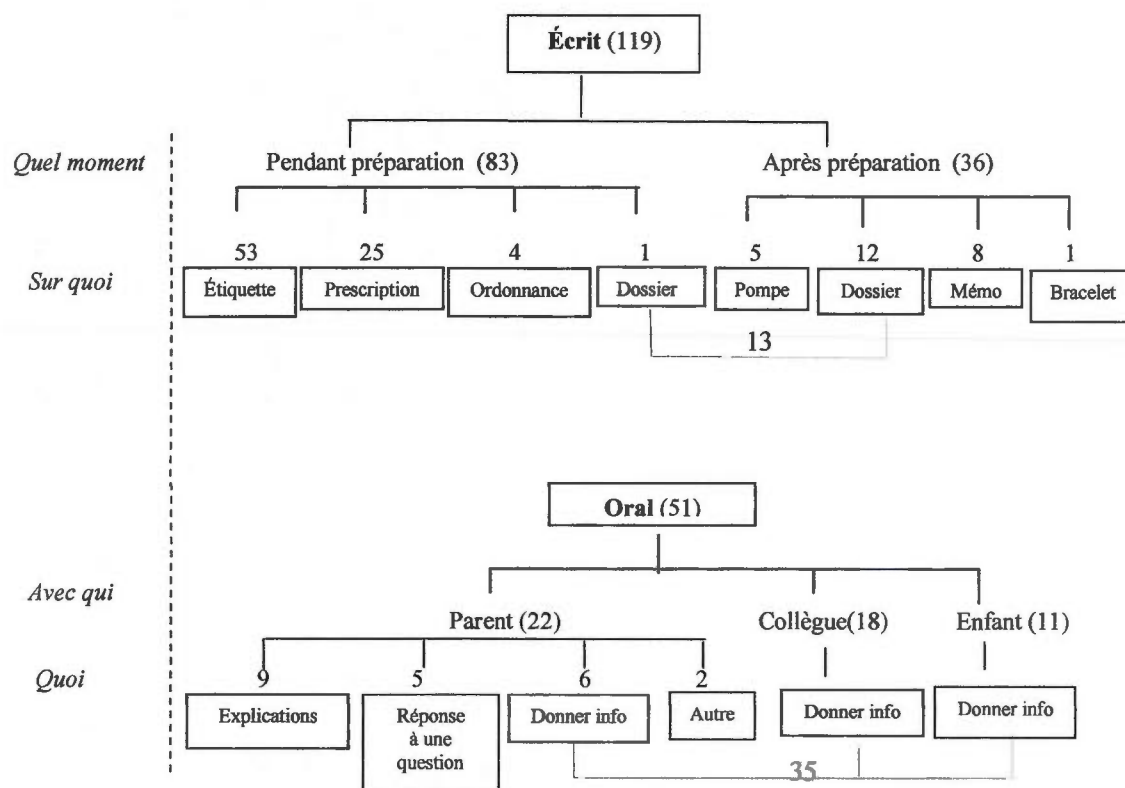 Écrit (119)
Quel moment
Pendant préparation (83)
Après préparation (36)
53
25
4
1
5
12
8
1
Sur quoi
Étiquette
Prescription
Ordonnance
Dossier
Pompe
Dossier
Mémo
Bracelet
13
Oral (51)
Avec qui
Parent (22)
Collègue(18)
Enfant (11)
Quoi
9
5
6
2
Explications
Réponse
à une
question
Donner info
Autre
Donner info
Donner info
35